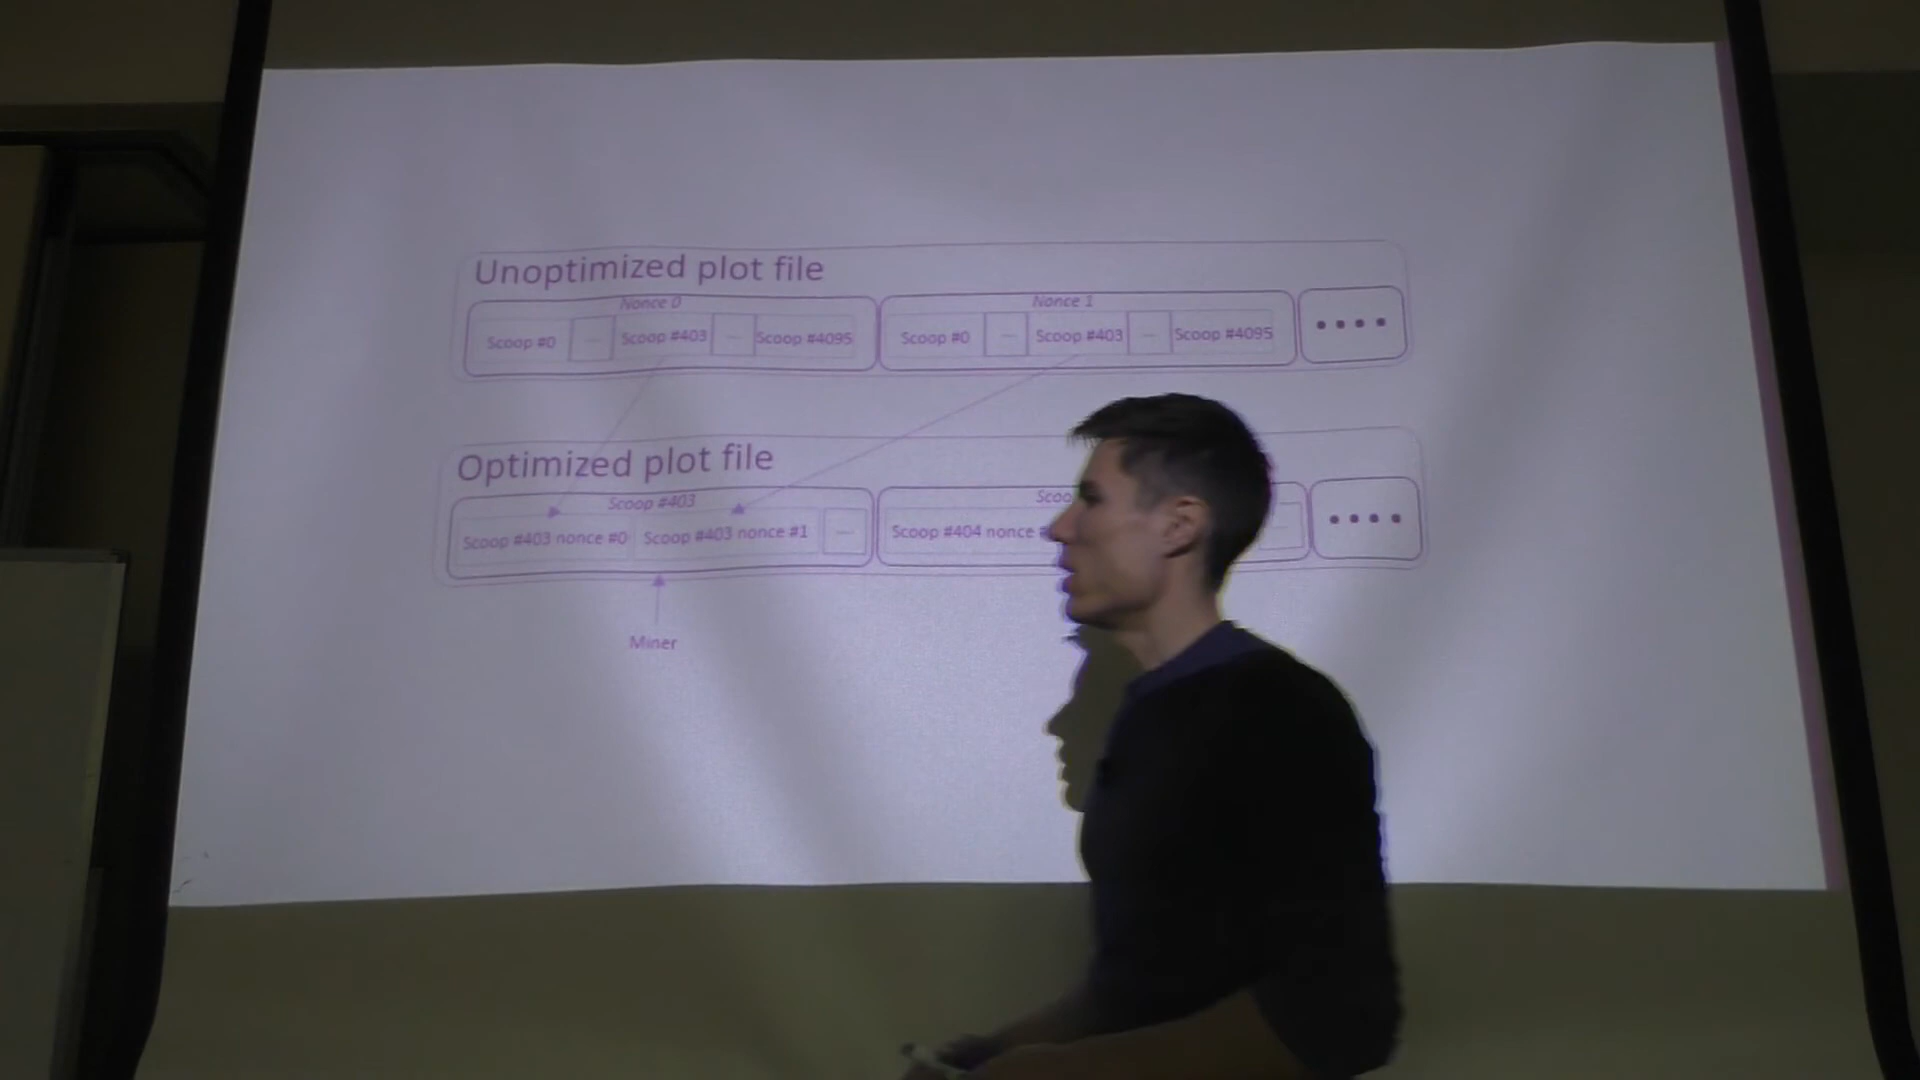 Unoptimized plot file
Nonce 0
Nonce 1
Scoop #0 ... Scoop #403 ... Scoop #4095
Scoop #0 ... Scoop #403 ... Scoop #4095
Optimized plot file
Scoop #403
Scoop #403 nonce #0 Scoop #403 nonce #1 ...
Scoop #404 nonce
Miner